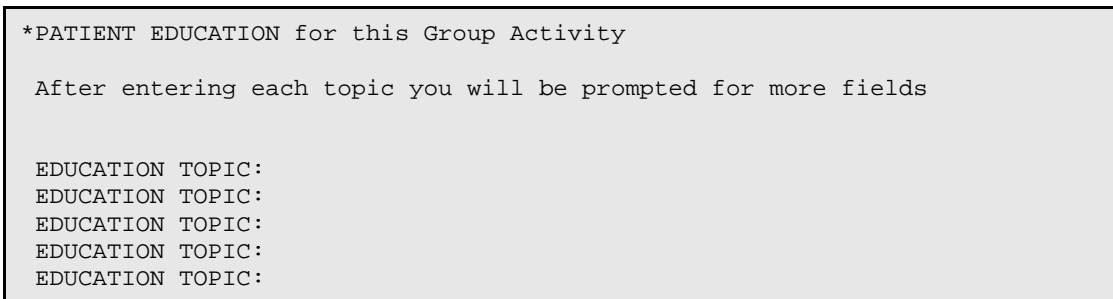 *PATIENT EDUCATION for this Group Activity
After entering each topic you will be prompted for more fields
EDUCATION TOPIC:
EDUCATION TOPIC:
EDUCATION TOPIC:
EDUCATION TOPIC:
EDUCATION TOPIC: